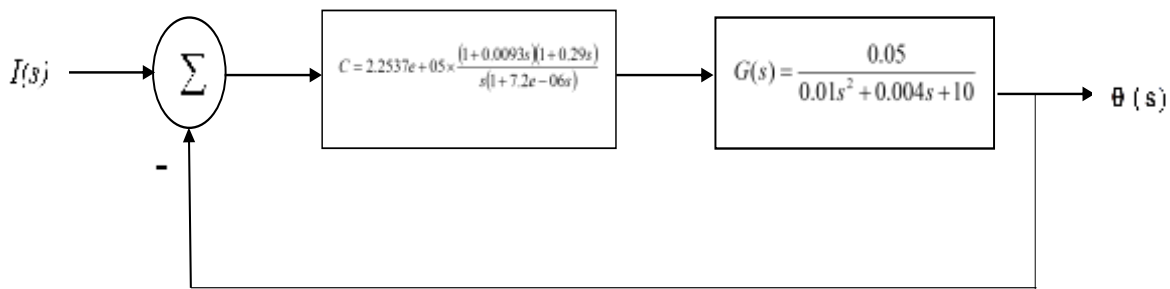 I(s)
∑
C = 2.2537e+05 × (1+0.0093s)(1+0.29s) / s(1+7.2e−06s)
G(s) = 0.05 / 0.01s² + 0.004s + 10
θ (s)
-